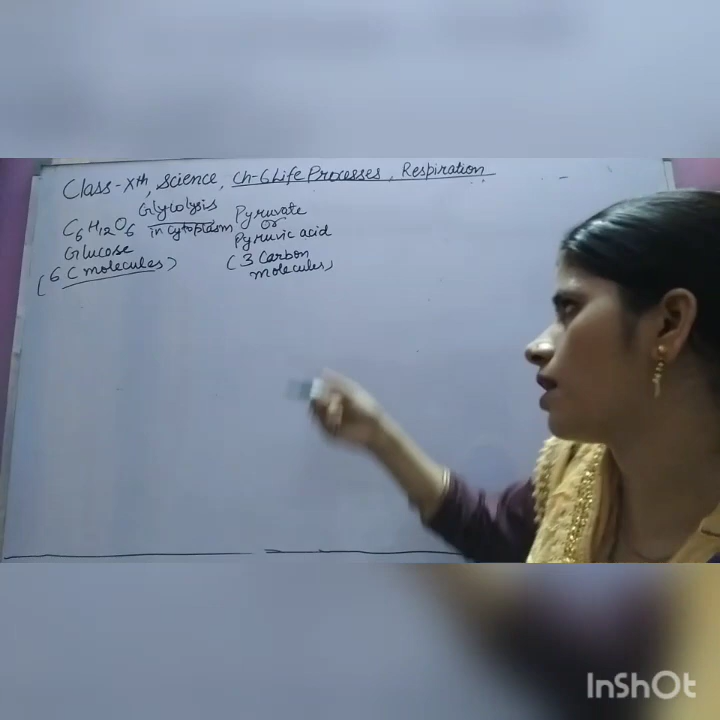 Class-Xth, Science, Ch-6 Life Processes, Respiration
Glycolysis
C6H12O6 in cytoplasm Pyruvate
or
Glucose Pyruvic acid
(6 C molecules) (3 Carbon
molecules)
InShOt